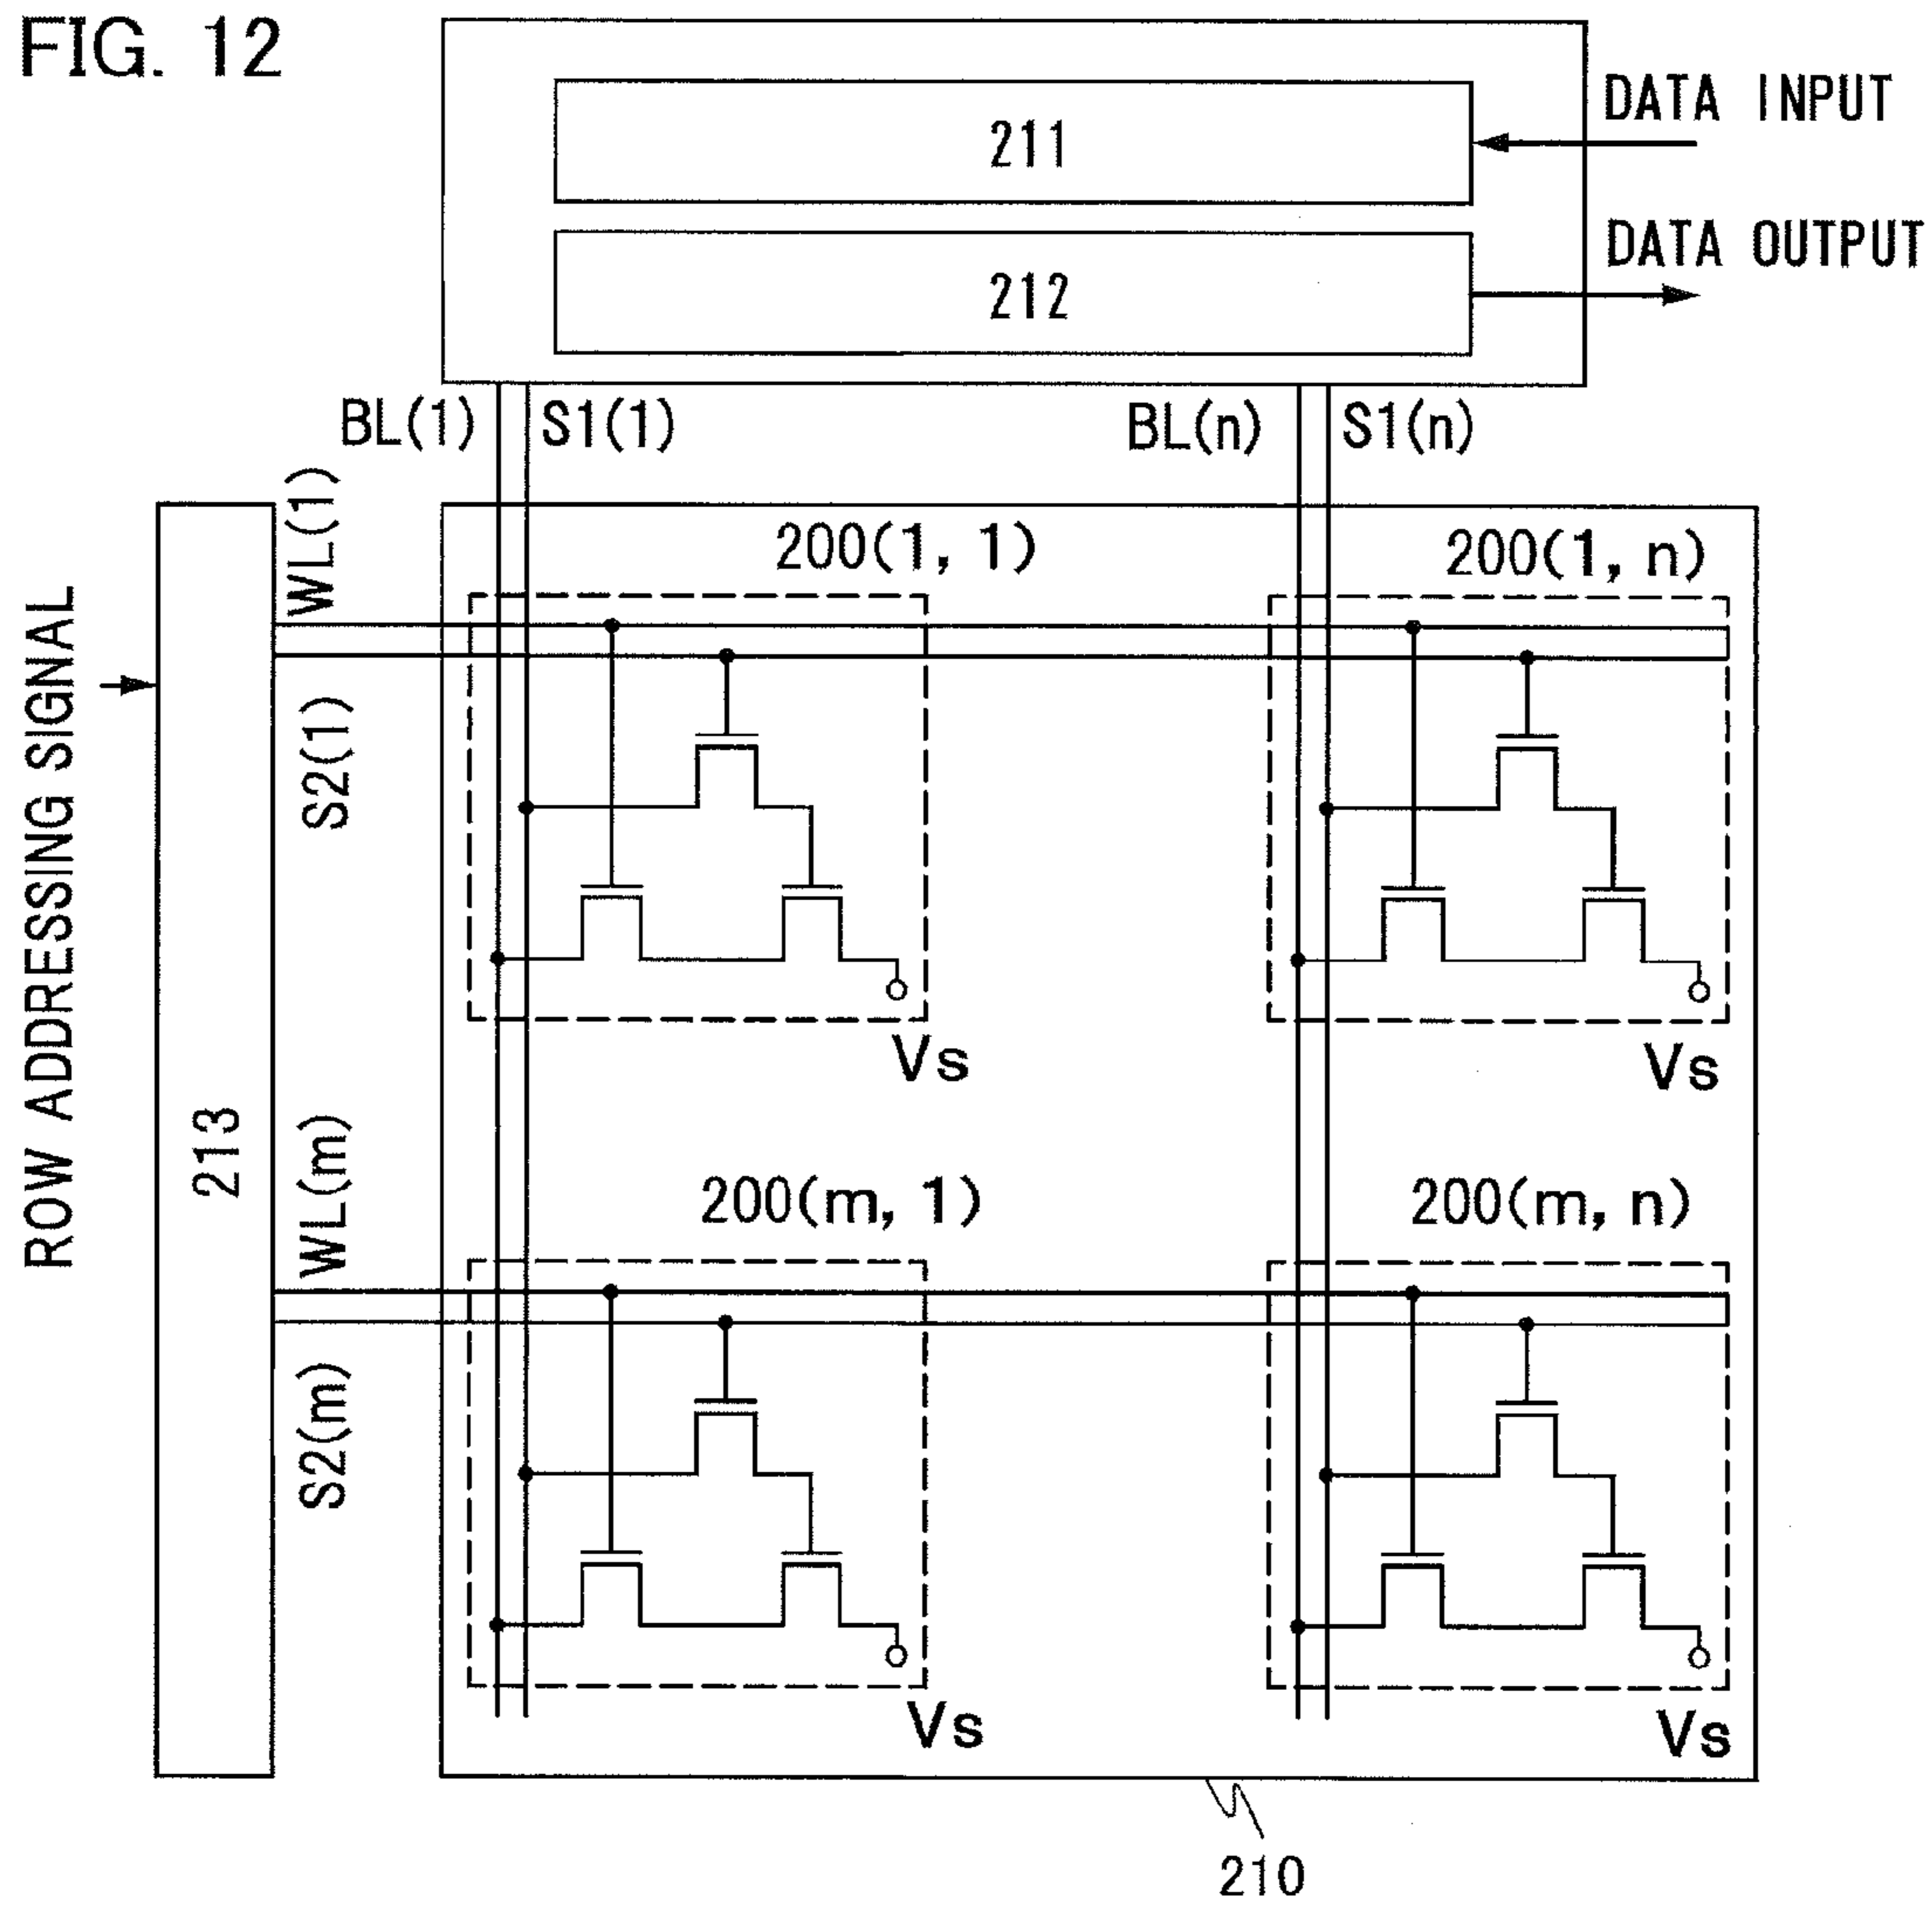 FIG. 12
211
DATA INPUT
212
DATA OUTPUT
BL(1)
S1(1)
BL(n)
S1(n)
WL(1)
200(1, 1)
200(1, n)
ROW ADDRESSING SIGNAL
S2(1)
Vs
Vs
213
WL(m)
200(m, 1)
200(m, n)
S2(m)
Vs
Vs
210